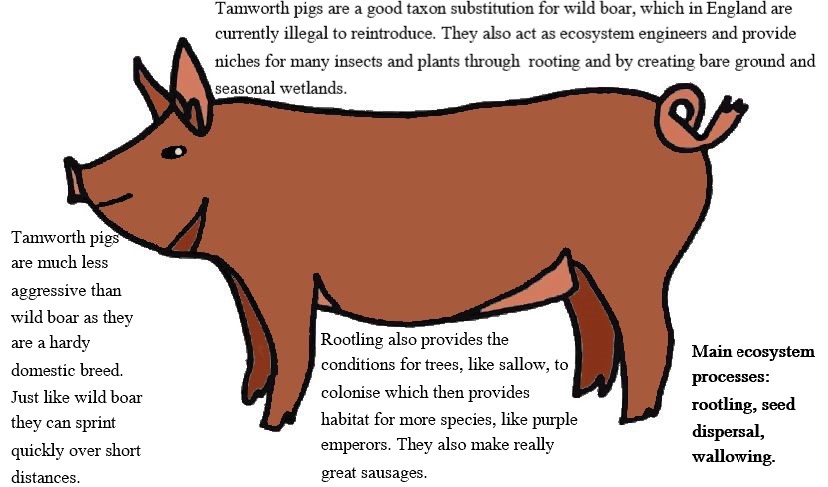 Tamworth pigs are a good taxon substitution for wild boar, which in England are
currently illegal to reintroduce. They also act as ecosystem engineers and provide
niches for many insects and plants through rooting and by creating bare ground and
seasonal wetlands.
Tamworth pigs
are much less
aggressive than
wild boar as they
are a hardy
domestic breed.
Just like wild boar
they can sprint
quickly over short
distances.
Rootling also provides the
conditions for trees, like sallow, to
colonise which then provides
habitat for more species, like purple
emperors. They also make really
great sausages.
Main ecosystem
processes:
rootling, seed
dispersal,
wallowing.